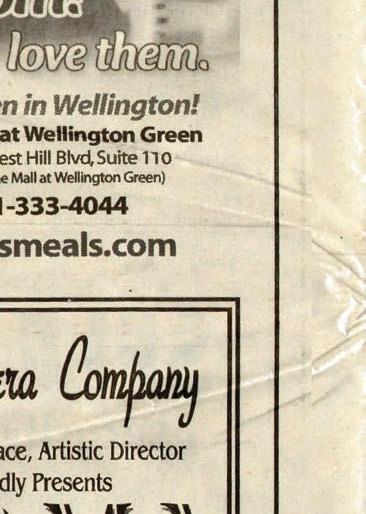 love them.
en in Wellington!
at Wellington Green
est Hill Blvd, Suite 110
e Mall at Wellington Green)
1-333-4044
smeals.com
era Company
ace, Artistic Director
dly Presents